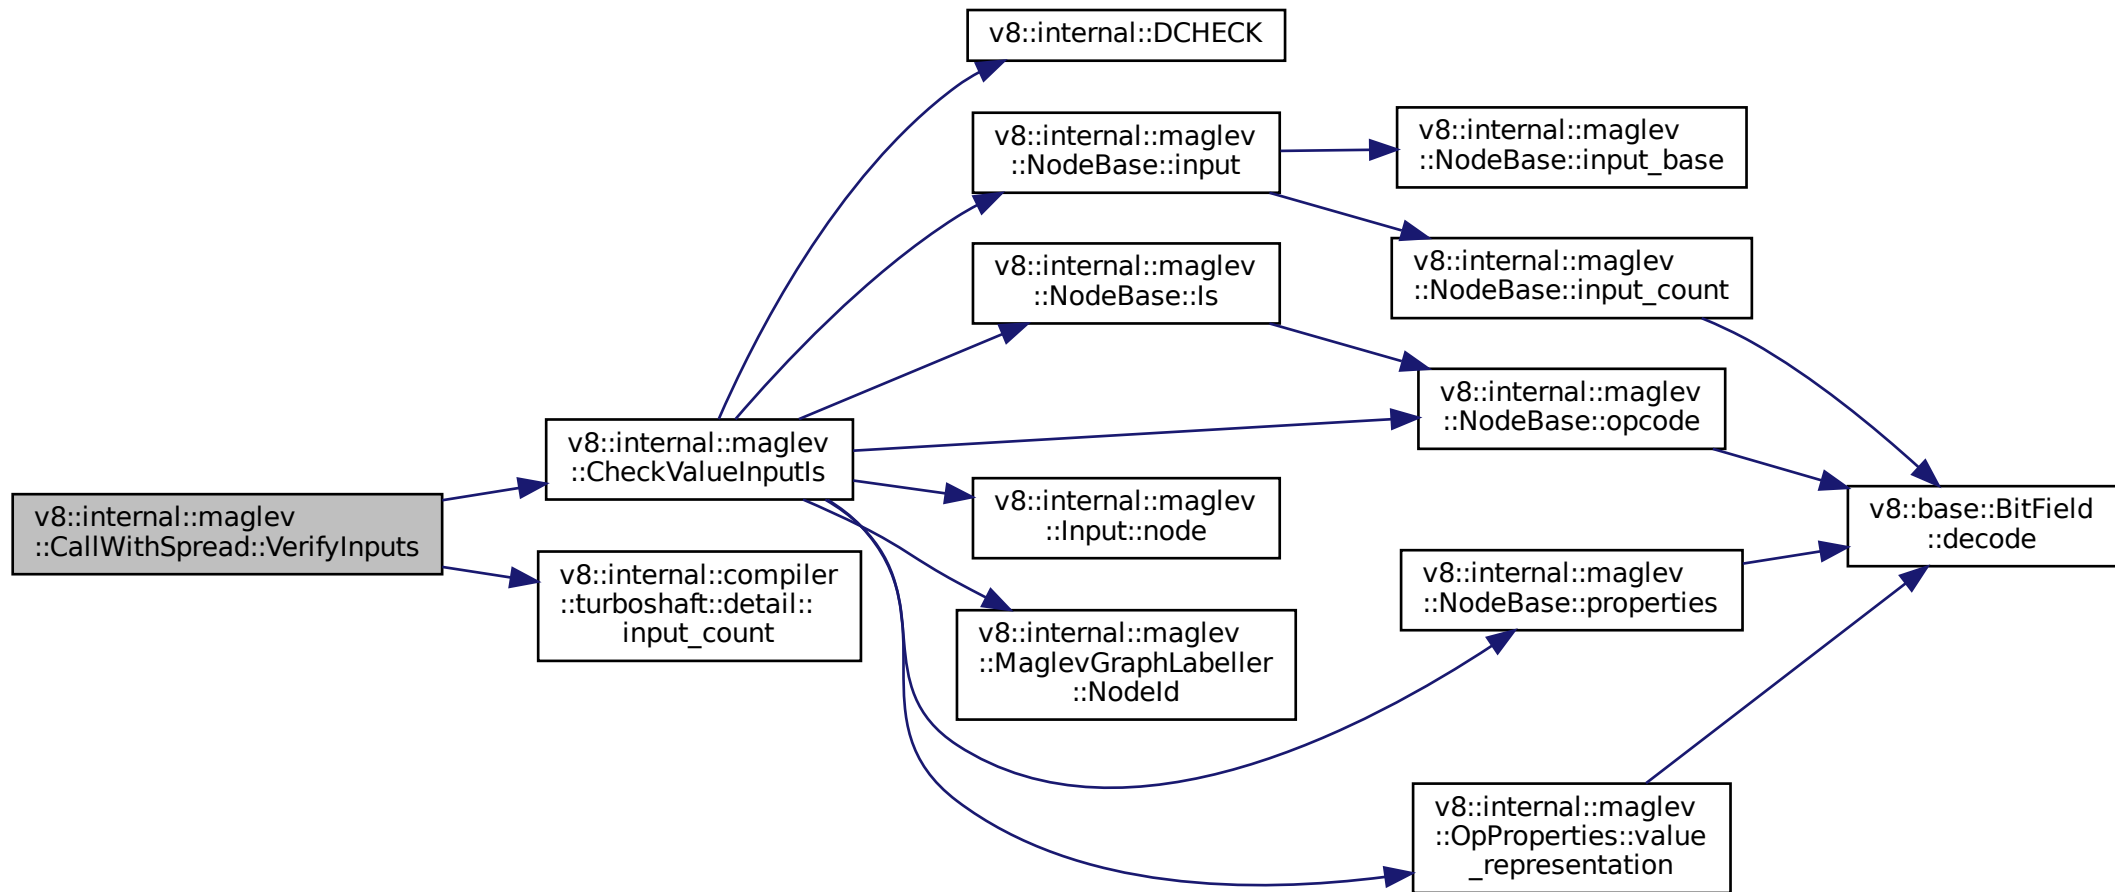 v8::internal::DCHECK
v8::internal::maglev
::NodeBase::input
v8::internal::maglev
::NodeBase::input_base
v8::internal::maglev
::NodeBase::Is
v8::internal::maglev
::NodeBase::input_count
v8::internal::maglev
::NodeBase::opcode
v8::internal::maglev
::CheckValueInputIs
v8::internal::maglev
::Input::node
v8::base::BitField
::decode
v8::internal::maglev
::CallWithSpread::VerifyInputs
v8::internal::compiler
::turboshaft::detail::
input_count
v8::internal::maglev
::NodeBase::properties
v8::internal::maglev
::MaglevGraphLabeller
::NodeId
v8::internal::maglev
::OpProperties::value
_representation